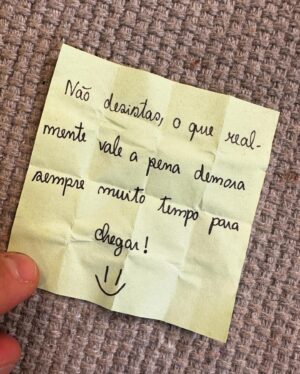 Não desistas, o que real-
mente vale a pena demora
sempre muito tempo para
chegar!